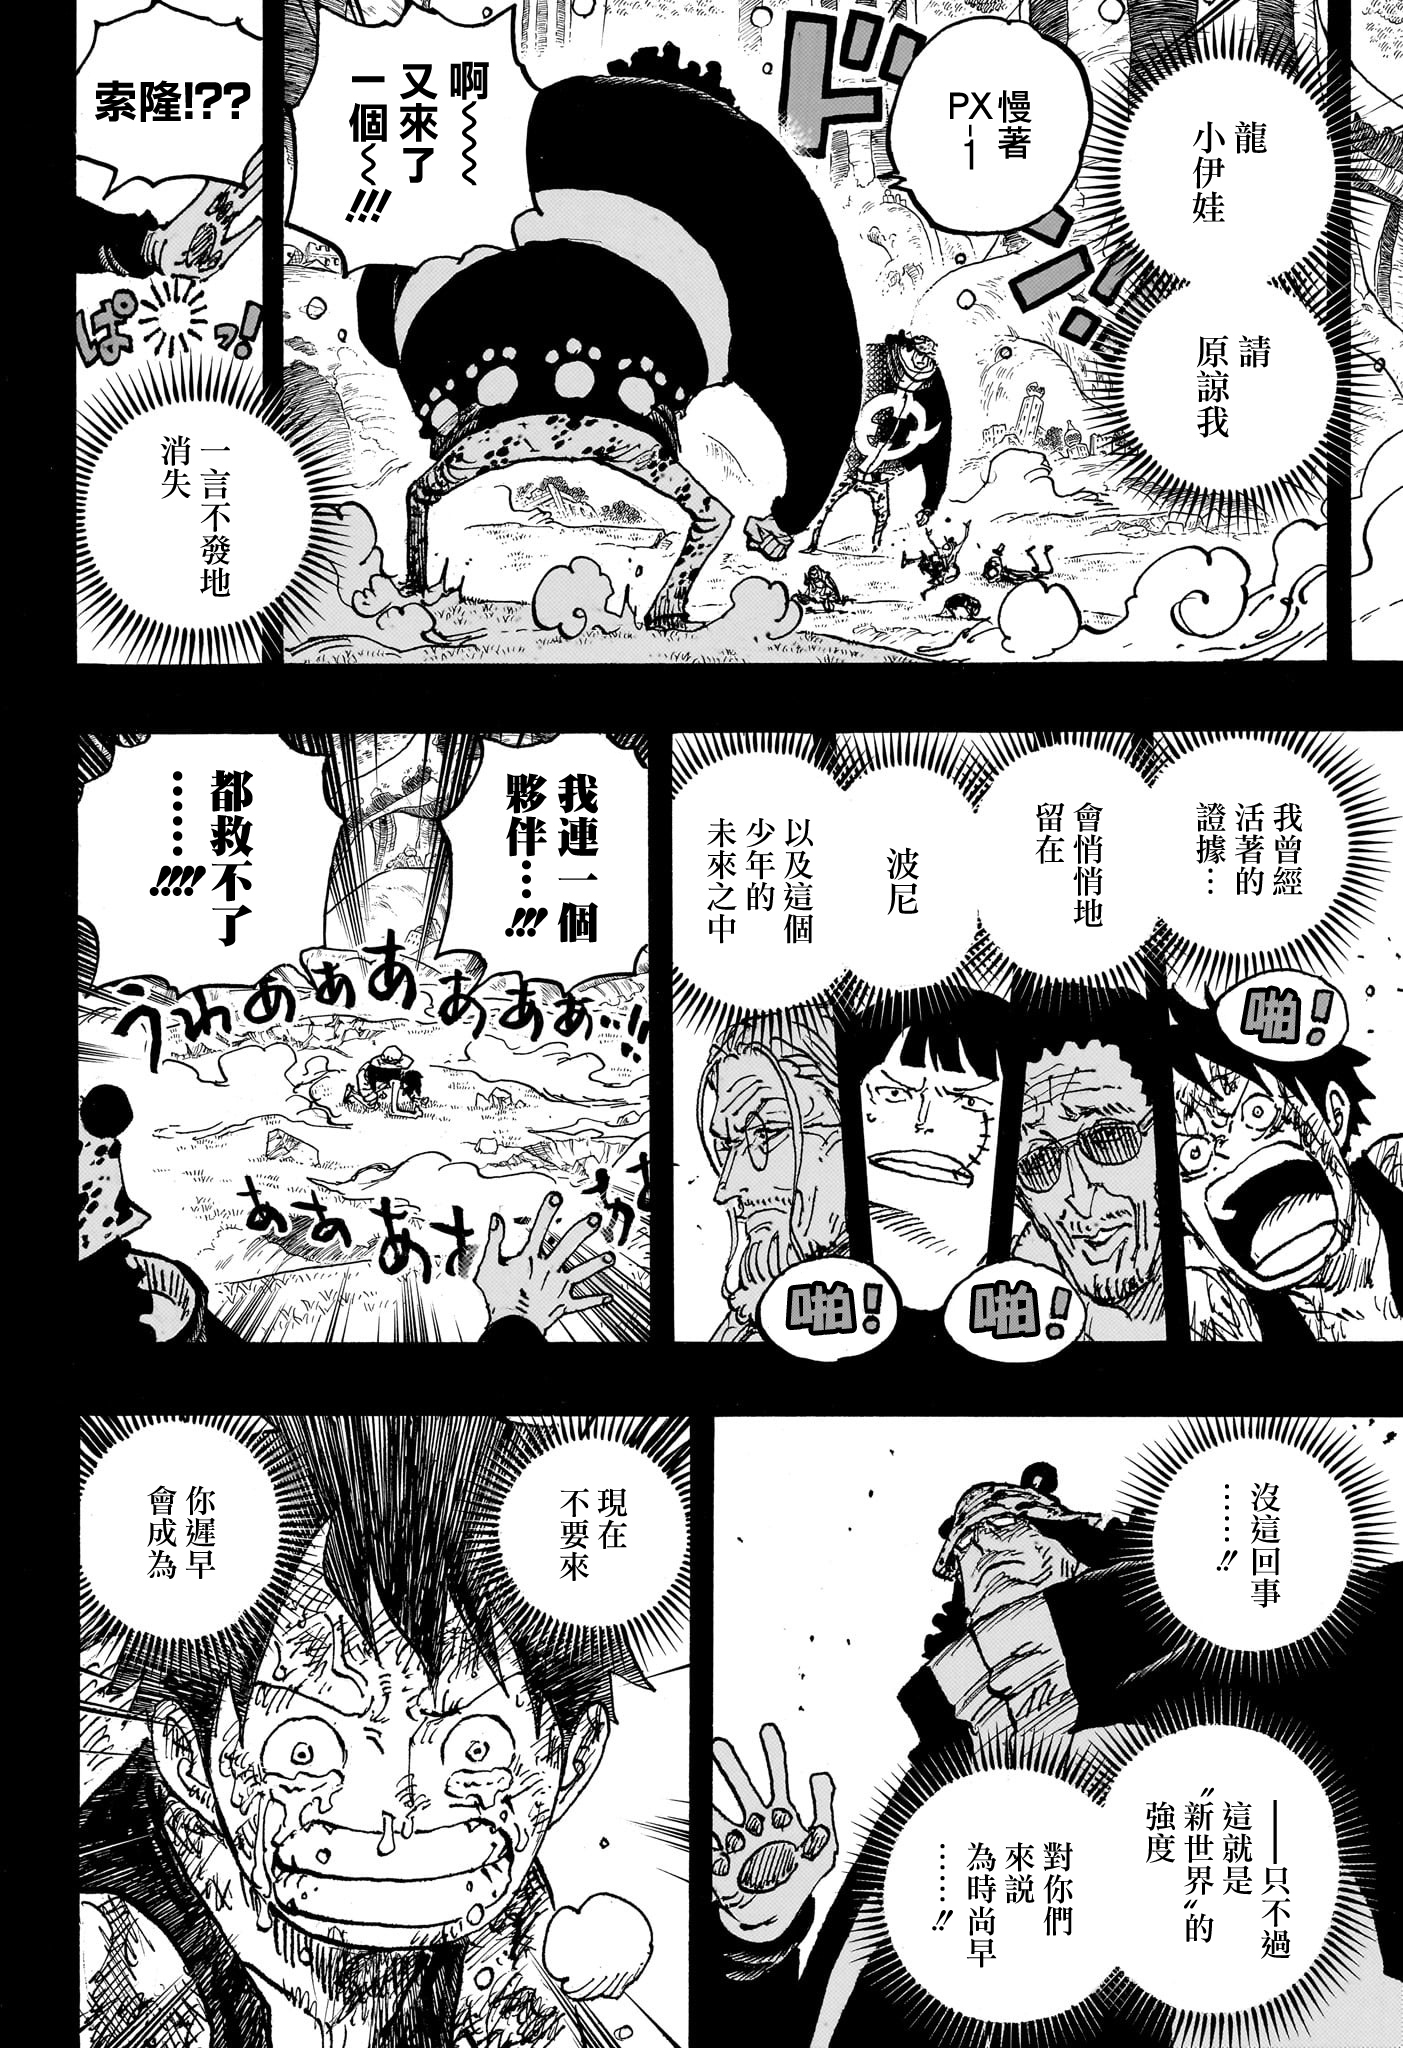 龍
小伊娃
請
原諒我
慢著
PX-1
ドドン
啊~~~
又來了
一個~~!!!
索隆!??
ぱっ!
一言不發地
消失
我曾經
活著的
證據…
會悄悄地
留在
波尼
以及這個
少年的
未來之中
啪!
啪!
啪!
我連一個
夥伴…!!!
都救不了
……!!!!
うわれあああああぁ…!!
ああああ
沒這回事
……!!
——只不過
這就是
〝新世界〞的
強度
對你們
來說
為時尚早
……!!
現在
不要來
你遲早
會成為